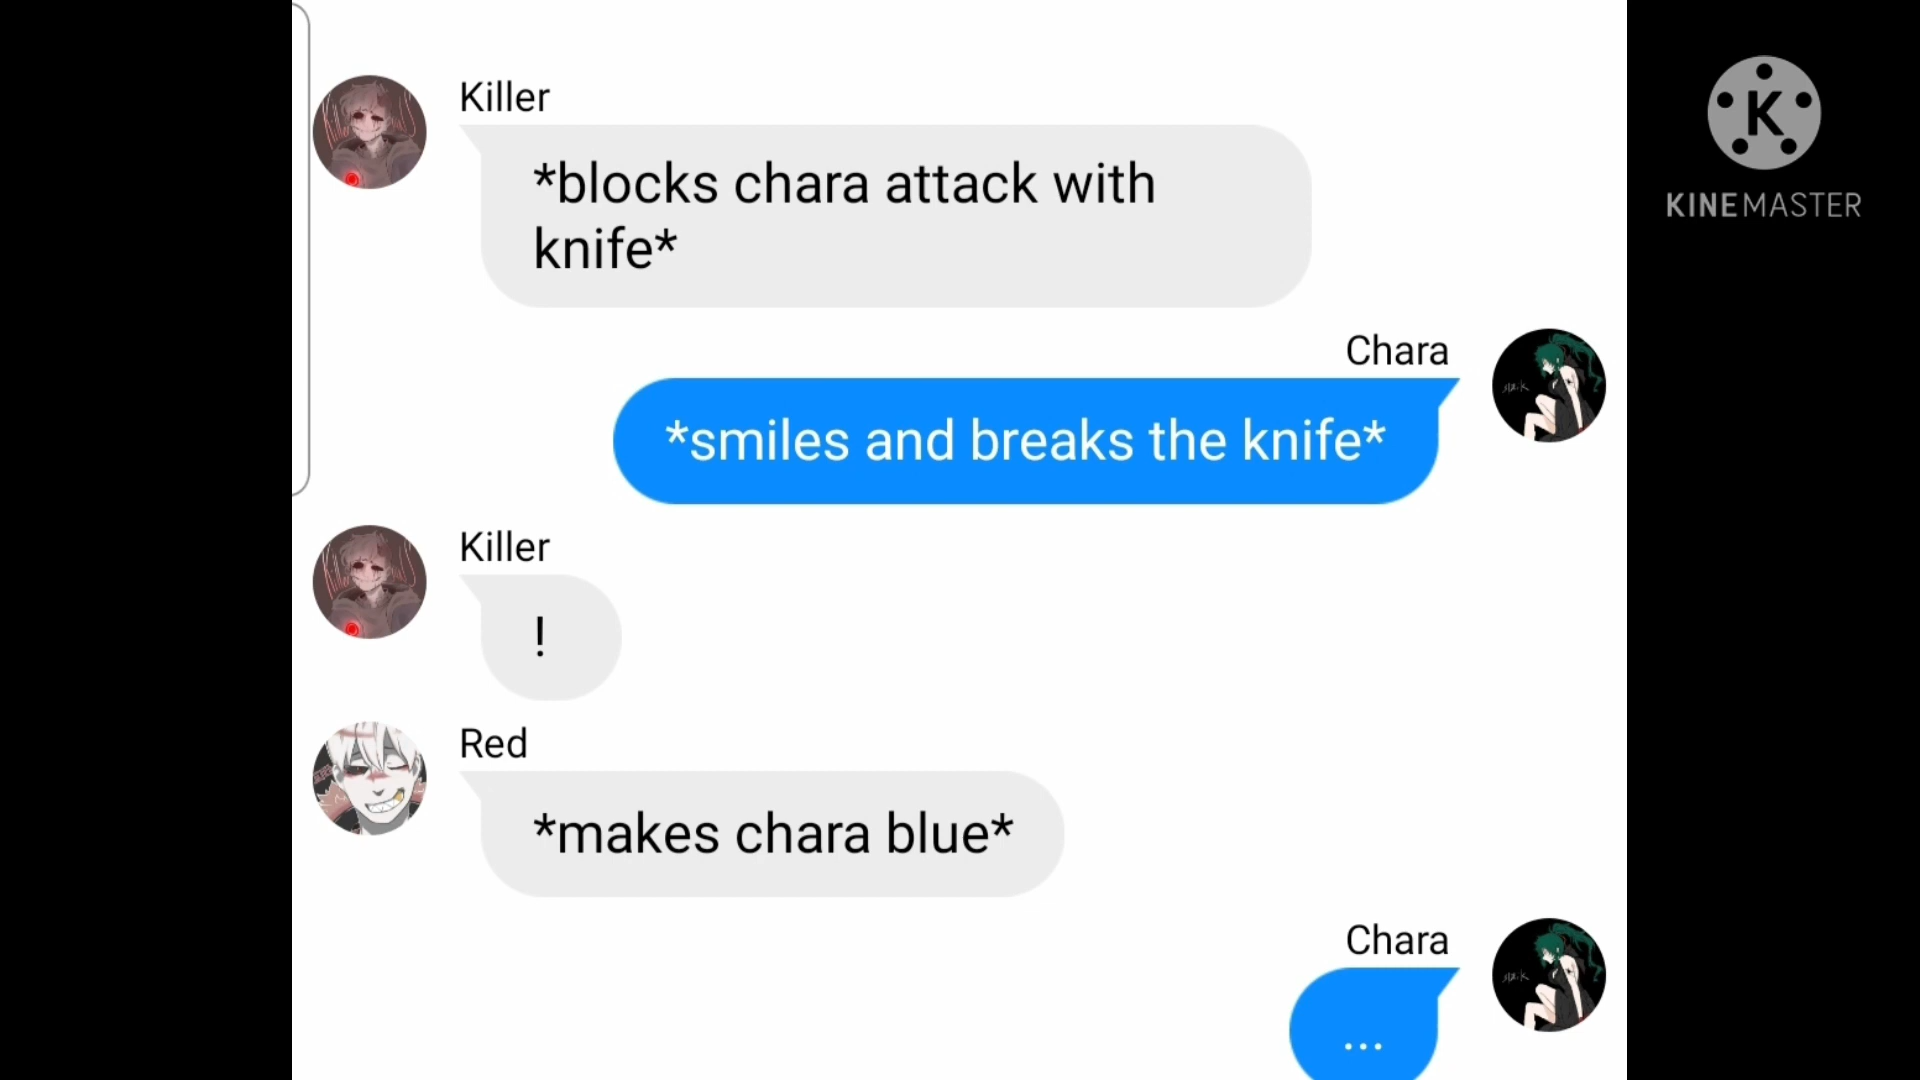 Killer
*blocks chara attack with
knife*
Chara
*smiles and breaks the knife*
Killer
!
Red
*makes chara blue*
Chara
...
K
KINEMASTER